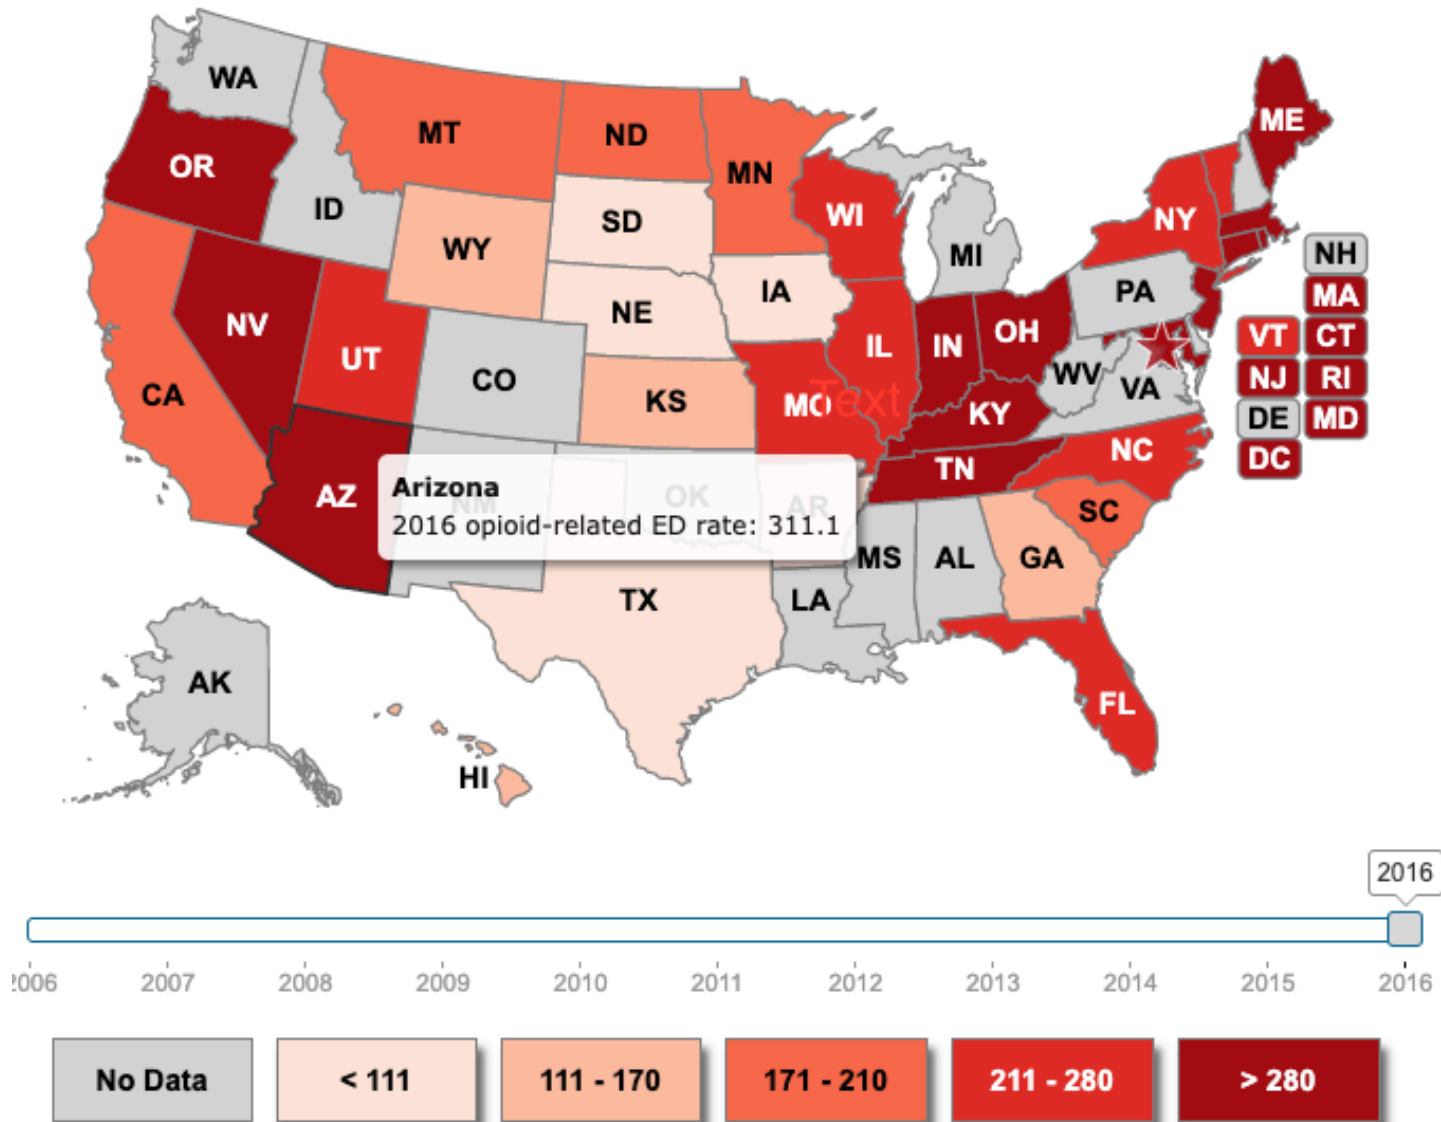 WA
OR
ID
MT
ND
MN
WY
SD
WI
MI
NY
ME
NV
UT
CO
NE
IA
IL
IN
OH
PA
WV
VA
CA
KS
MO
Text
KY
NC
TN
AZ
NM
OK
AR
SC
Arizona
2016 opioid-related ED rate: 311.1
MS
AL
GA
TX
LA
FL
AK
HI
NH
MA
VT CT
NJ RI
DE MD
DC
2016
2006 2007 2008 2009 2010 2011 2012 2013 2014 2015 2016
No Data < 111 111 - 170 171 - 210 211 - 280 > 280